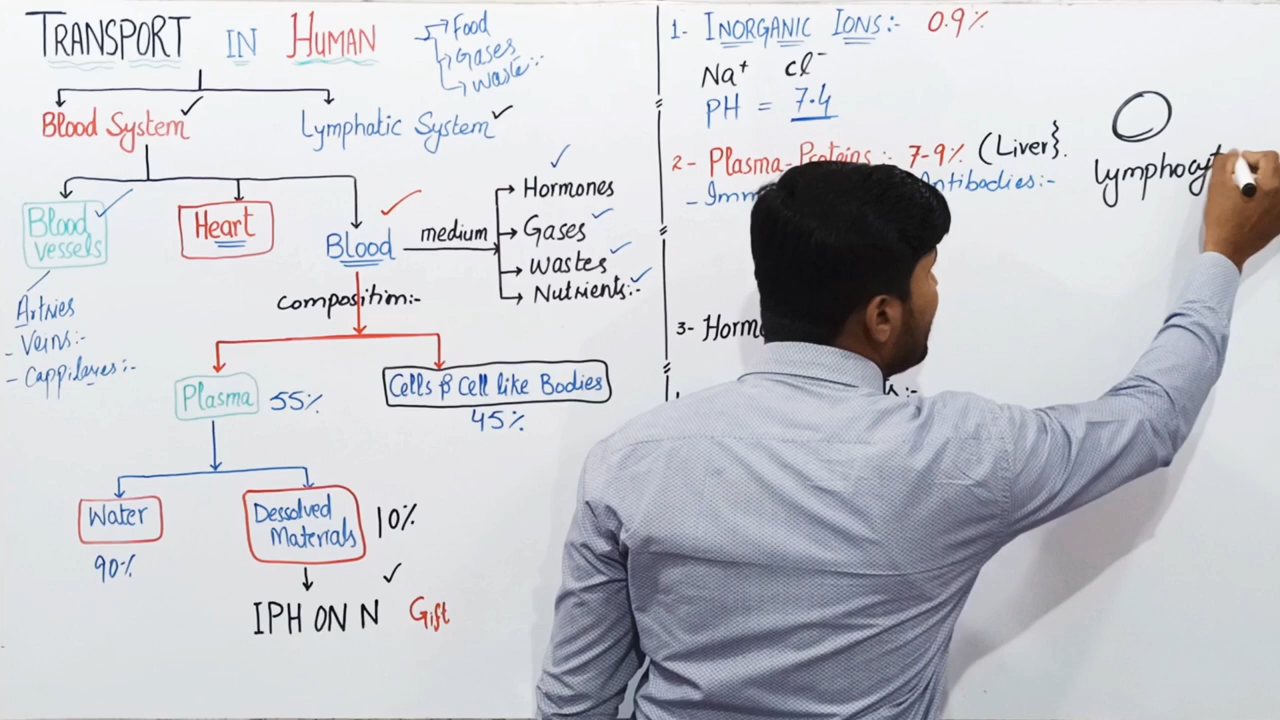 TRANSPORT IN HUMAN
Food
Gases
Waste:-
Blood System
Lymphatic System
Blood vessels
Heart
Blood
medium
Hormones
Gases
Wastes
Nutrients:-
Artries
- Veins:-
- Cappilaries:-
composition:-
Plasma 55%
Cells & Cell like Bodies
45%
Water
90%
Dessolved
Materials
10%
IPH ON N Gift
1- INORGANIC IONS:- 0.9%
Na⁺ Cl⁻
PH = 7.4
2- Plasma-Proteins:- 7-9% (Liver}.
Antibodies:-
3-